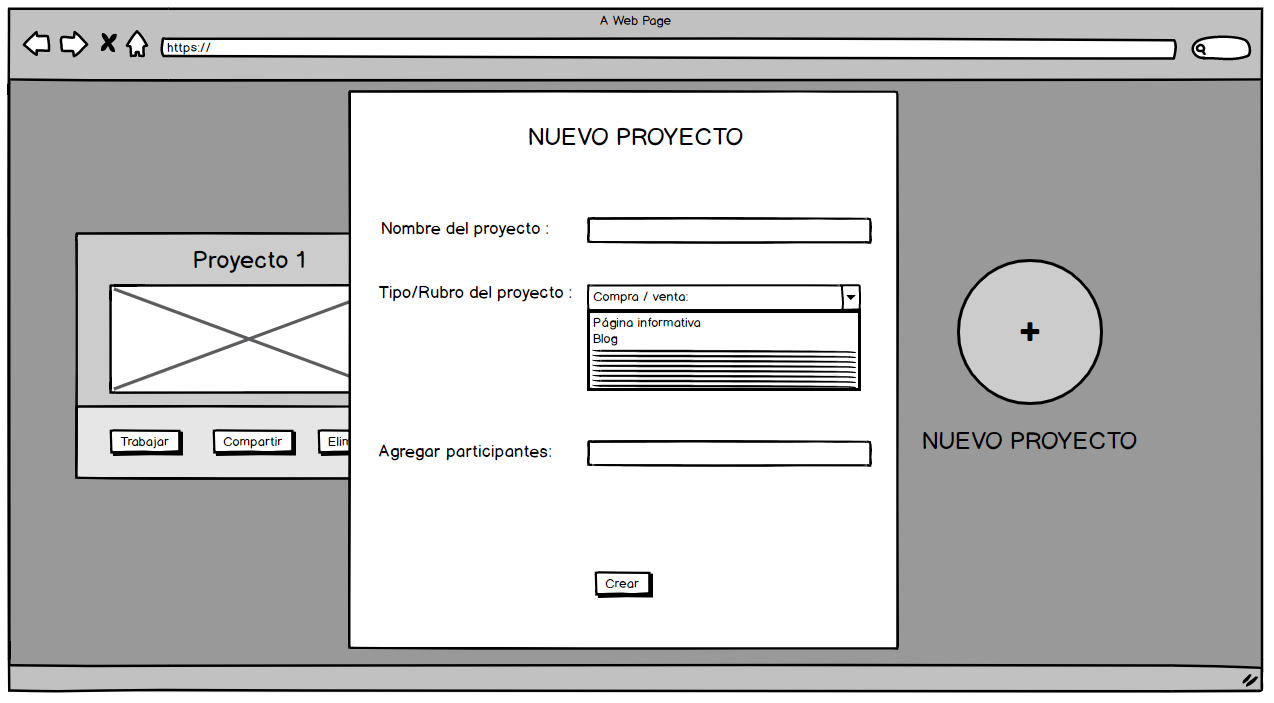 A Web Page
https://
NUEVO PROYECTO
Nombre del proyecto :
Proyecto 1
Tipo/Rubro del proyecto :
Compra / venta:
Página informativa
Blog
+
Trabajar
Compartir
Elim
NUEVO PROYECTO
Agregar participantes:
Crear